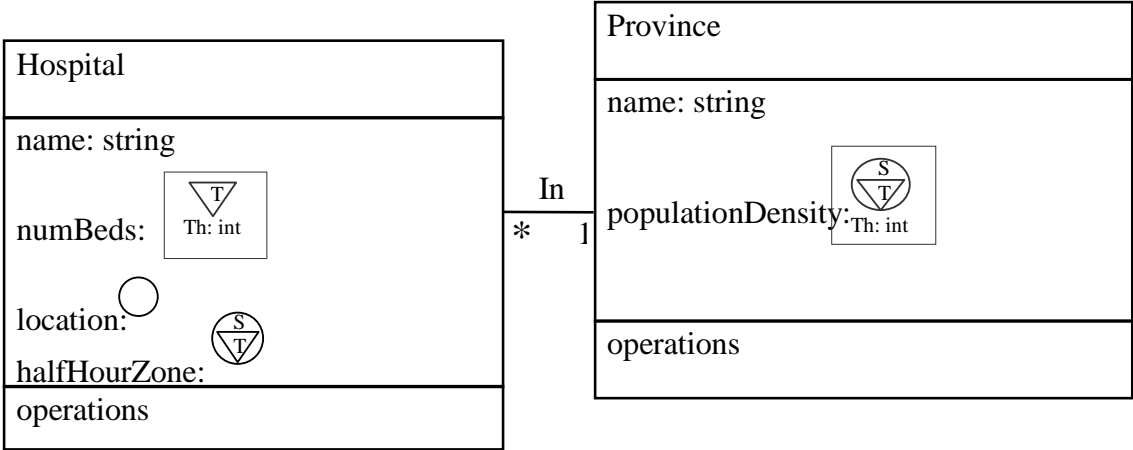 Hospital
name: string
T
numBeds:
Th: int
location:
S
T
halfHourZone:
operations
In
* 1
Province
name: string
S
T
populationDensity:
Th: int
operations